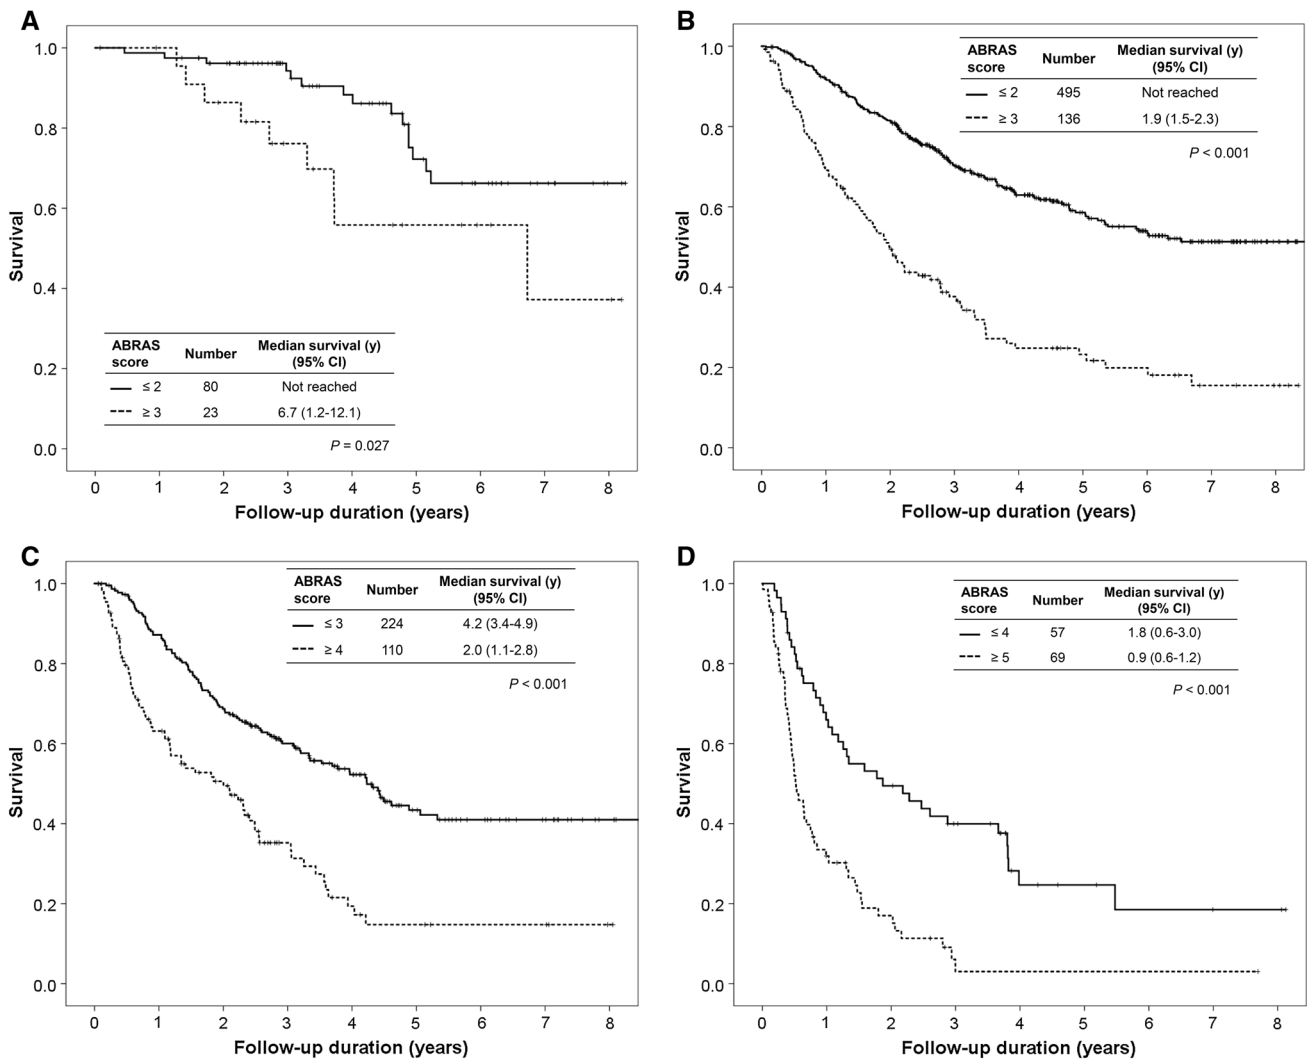 A
1.0
0.8
0.6
0.4
0.2
0.0
Survival
ABRAS score Number Median survival (y) (95% CI)
≤ 2 80 Not reached
≥ 3 23 6.7 (1.2-12.1)
P = 0.027
0 1 2 3 4 5 6 7 8
Follow-up duration (years)
B
1.0
0.8
0.6
0.4
0.2
0.0
Survival
ABRAS score Number Median survival (y) (95% CI)
≤ 2 495 Not reached
≥ 3 136 1.9 (1.5-2.3)
P < 0.001
0 1 2 3 4 5 6 7 8
Follow-up duration (years)
C
1.0
0.8
0.6
0.4
0.2
0.0
Survival
ABRAS score Number Median survival (y) (95% CI)
≤ 3 224 4.2 (3.4-4.9)
≥ 4 110 2.0 (1.1-2.8)
P < 0.001
0 1 2 3 4 5 6 7 8
Follow-up duration (years)
D
1.0
0.8
0.6
0.4
0.2
0.0
Survival
ABRAS score Number Median survival (y) (95% CI)
≤ 4 57 1.8 (0.6-3.0)
≥ 5 69 0.9 (0.6-1.2)
P < 0.001
0 1 2 3 4 5 6 7 8
Follow-up duration (years)